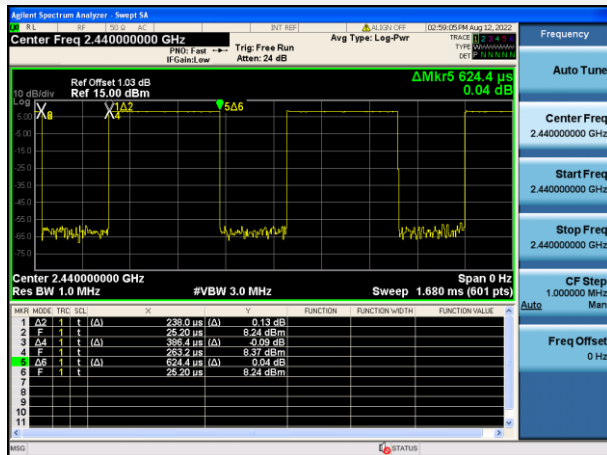 Agilent Spectrum Analyzer - Swept SA
RL RF 50 Ω AC INT REF ALIGN OFF 02:59:05 PM Aug 12, 2022
Center Freq 2.440000000 GHz
PNO: Fast
IFGain:Low
Trig: Free Run
Atten: 24 dB
Avg Type: Log-Pwr
TRACE 1 2 3 4 5 6
TYPE W
DET P N N N N N
Ref Offset 1.03 dB
10 dB/div Ref 15.00 dBm
Log
ΔMkr5 624.4 µs
0.04 dB
5.00
-5.00
-15.0
-25.0
-35.0
-45.0
-55.0
-65.0
-75.0
1Δ2
4
5Δ6
Center 2.440000000 GHz Span 0 Hz
Res BW 1.0 MHz #VBW 3.0 MHz Sweep 1.680 ms (601 pts)
MKR MODE TRC SCL X Y FUNCTION FUNCTION WIDTH FUNCTION VALUE
1 Δ2 1 t (Δ) 238.0 µs (Δ) 0.13 dB
2 F 1 t 25.20 µs 8.24 dBm
3 Δ4 1 t (Δ) 386.4 µs (Δ) -0.09 dB
4 F 1 t 263.2 µs 8.37 dBm
5 Δ6 1 t (Δ) 624.4 µs (Δ) 0.04 dB
6 F 1 t 25.20 µs 8.24 dBm
7
8
9
10
11
MSG STATUS
Frequency
Auto Tune
Center Freq
2.440000000 GHz
Start Freq
2.440000000 GHz
Stop Freq
2.440000000 GHz
CF Step
1.000000 MHz
Auto Man
Freq Offset
0 Hz